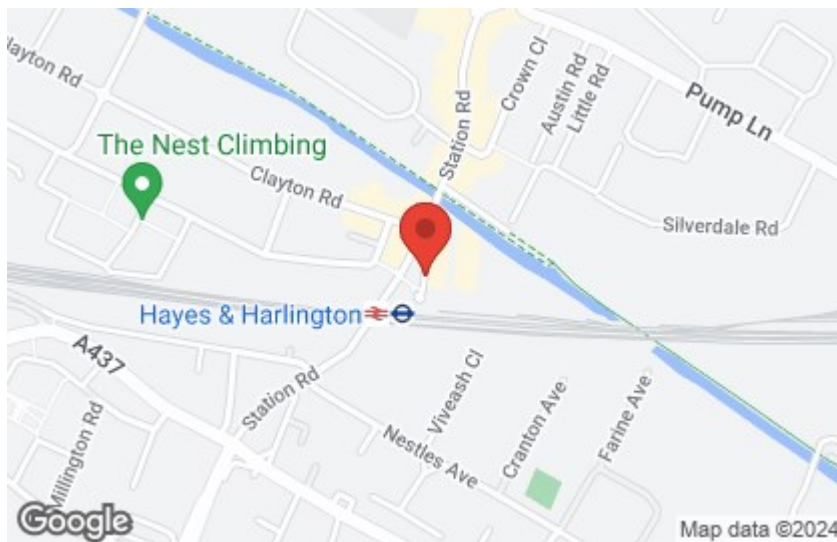 Clayton Rd
Station Rd
Crown Cl
Austin Rd
Little Rd
Pump Ln
The Nest Climbing
Clayton Rd
Silverdale Rd
Hayes & Harlington
A437
Station Rd
Viveash Cl
Cranton Ave
Farine Ave
Millington Rd
Nestles Ave
Google
Map data ©2024